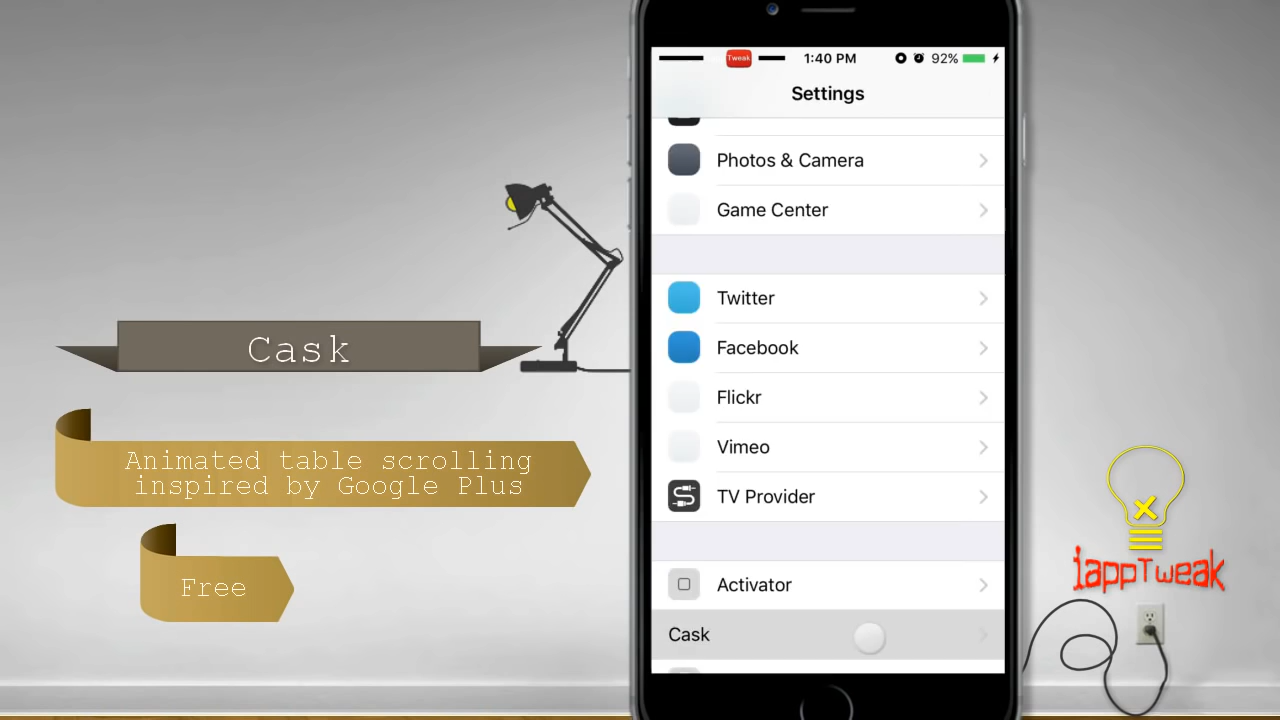 Cask
Animated table scrolling
inspired by Google Plus
Free
Tweak
1:40 PM
92%
Settings
Photos & Camera
Game Center
Twitter
Facebook
Flickr
Vimeo
TV Provider
Activator
Cask
iappTweak